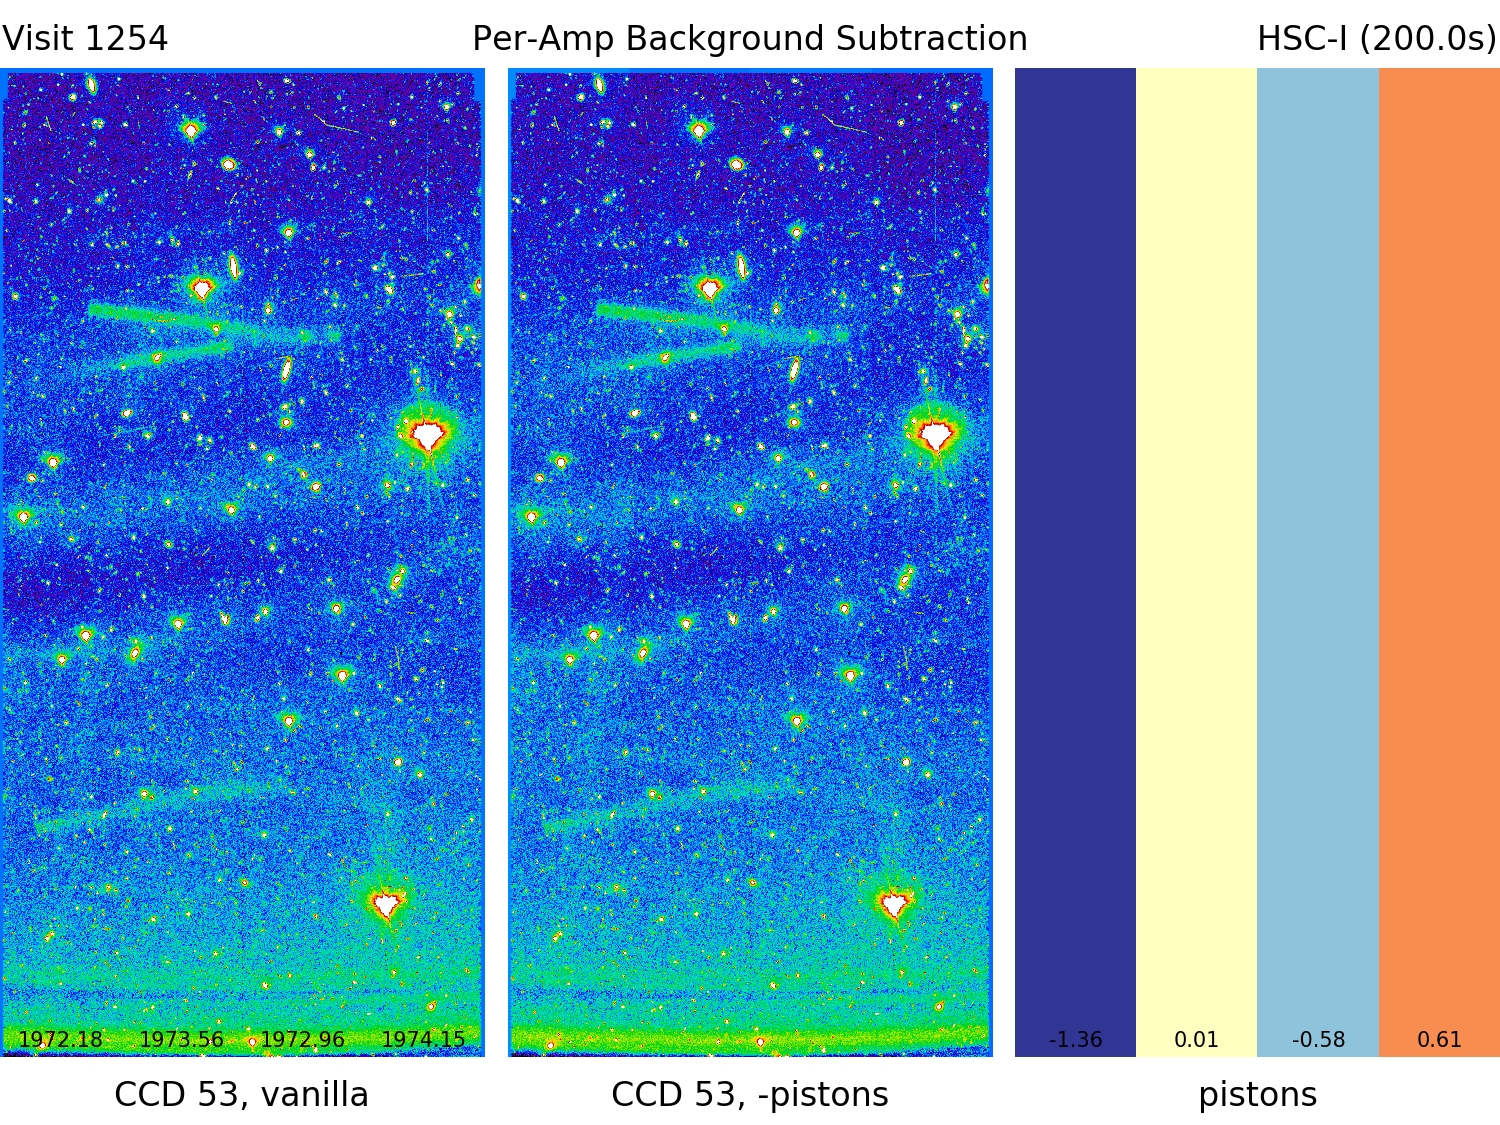 Visit 1254 Per-Amp Background Subtraction HSC-I (200.0s)
1972.18 1973.56 1972.96 1974.15 -1.36 0.01 -0.58 0.61
CCD 53, vanilla CCD 53, -pistons pistons